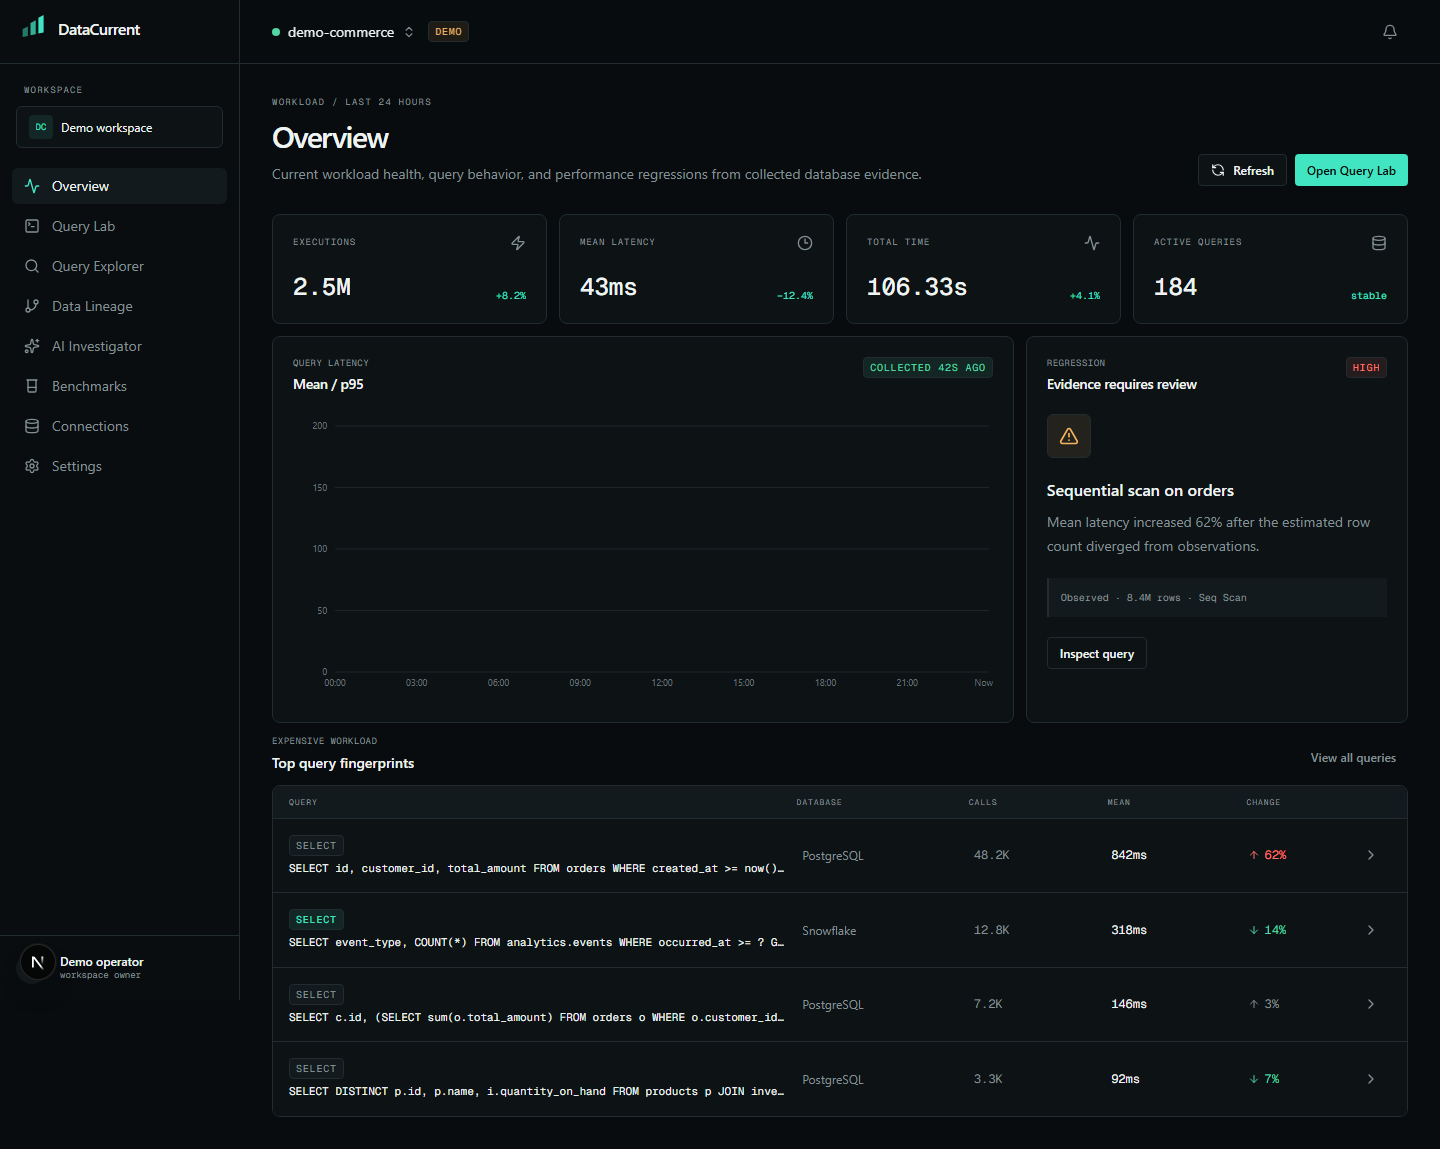 DataCurrent
demo-commerce
DEMO
WORKSPACE
DC
Demo workspace
Overview
Query Lab
Query Explorer
Data Lineage
AI Investigator
Benchmarks
Connections
Settings
N
Demo operator
workspace owner
WORKLOAD / LAST 24 HOURS
Overview
Current workload health, query behavior, and performance regressions from collected database evidence.
Refresh
Open Query Lab
EXECUTIONS
2.5M
+8.2%
MEAN LATENCY
43ms
-12.4%
TOTAL TIME
106.33s
+4.1%
ACTIVE QUERIES
184
stable
QUERY LATENCY
Mean / p95
COLLECTED 42S AGO
200
150
100
50
0
00:00 03:00 06:00 09:00 12:00 15:00 18:00 21:00 Now
REGRESSION
Evidence requires review
HIGH
Sequential scan on orders
Mean latency increased 62% after the estimated row
count diverged from observations.
Observed · 8.4M rows · Seq Scan
Inspect query
EXPENSIVE WORKLOAD
Top query fingerprints
View all queries
QUERY DATABASE CALLS MEAN CHANGE
SELECT
SELECT id, customer_id, total_amount FROM orders WHERE created_at >= now()…
PostgreSQL 48.2K 842ms ↑ 62%
SELECT
SELECT event_type, COUNT(*) FROM analytics.events WHERE occurred_at >= ? G…
Snowflake 12.8K 318ms ↓ 14%
SELECT
SELECT c.id, (SELECT sum(o.total_amount) FROM orders o WHERE o.customer_id…
PostgreSQL 7.2K 146ms ↑ 3%
SELECT
SELECT DISTINCT p.id, p.name, i.quantity_on_hand FROM products p JOIN inve…
PostgreSQL 3.3K 92ms ↓ 7%